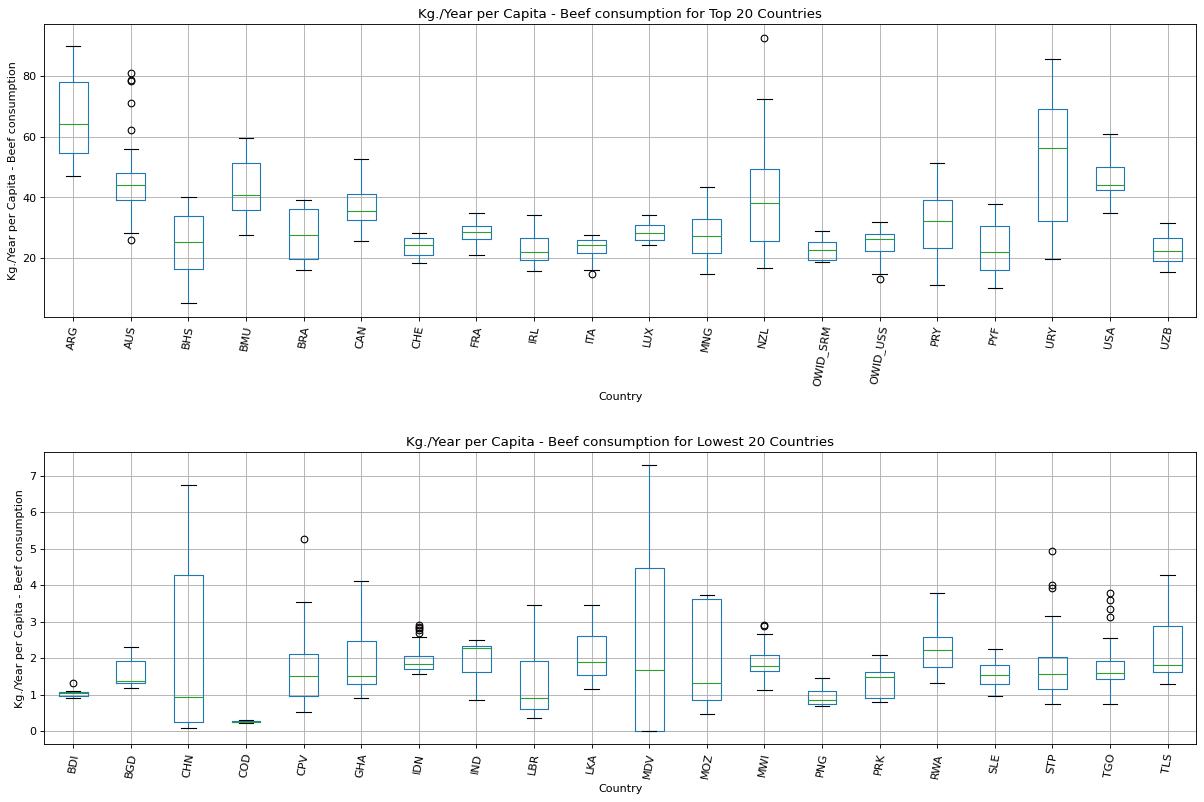 Kg./Year per Capita - Beef consumption for Top 20 Countries
Kg./Year per Capita - Beef consumption
80
60
40
20
ARG AUS BHS BMU BRA CAN CHE FRA IRL ITA LUX MNG NZL OWID_SRM OWID_USS PRY PYF URY USA UZB
Country
Kg./Year per Capita - Beef consumption for Lowest 20 Countries
Kg./Year per Capita - Beef consumption
7
6
5
4
3
2
1
0
BDI BGD CHN COD CPV GHA IDN IND LBR LKA MDV MOZ MWI PNG PRK RWA SLE STP TGO TLS
Country